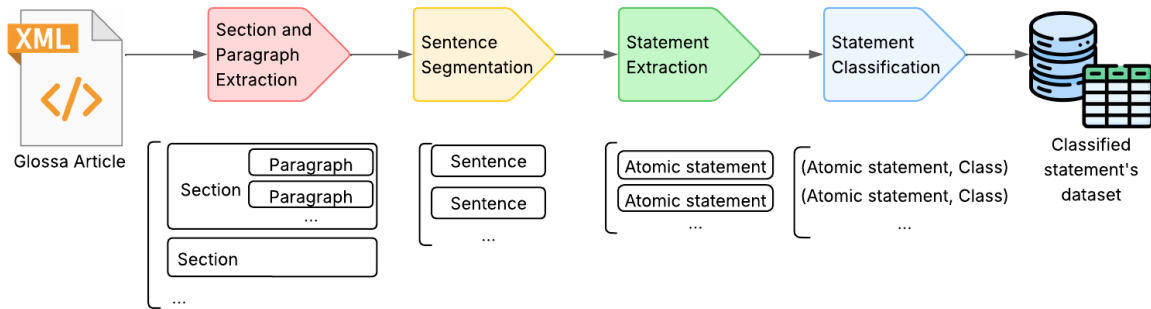 XML
</>
Glossa Article
Section and
Paragraph
Extraction
Sentence
Segmentation
Statement
Extraction
Statement
Classification
Classified
statement's
dataset
Section
Paragraph
Paragraph
...
Section
...
Sentence
Sentence
...
Atomic statement
Atomic statement
...
(Atomic statement, Class)
(Atomic statement, Class)
...